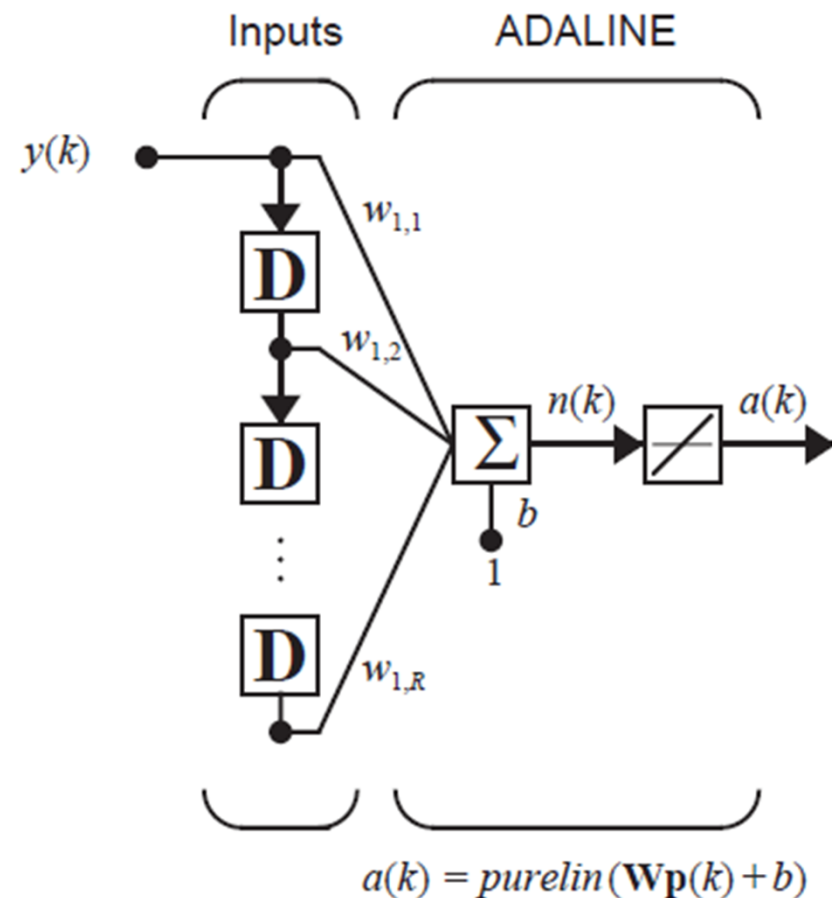 Inputs ADALINE
y(k)
w1,1
D
w1,2
n(k) a(k)
Σ
D
b
1
⋮
D
w1,R
a(k) = purelin(Wp(k)+b)